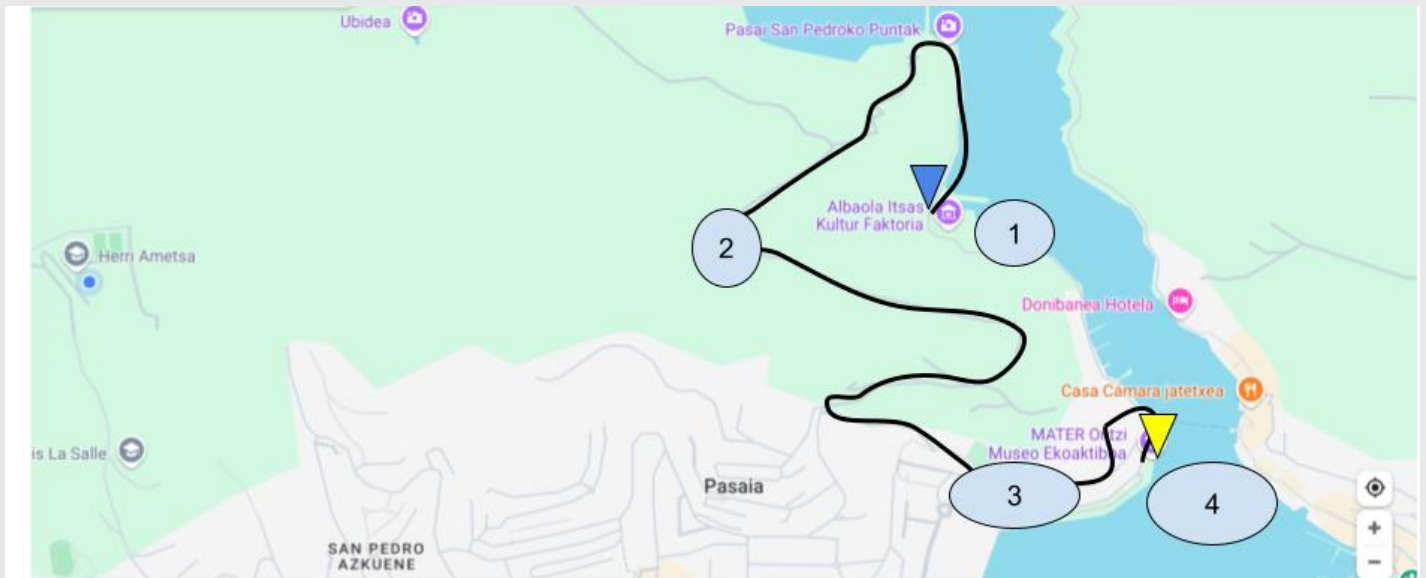 Ubidea
Pasai San Pedroko Puntak
Albaola Itsas
Kultur Faktoria
1
2
Herri Ametsa
Donibanea Hotela
Casa Cámara jatetxea
MATER
Museo Ekoaktiboa
is La Salle
Pasaia
3
4
SAN PEDRO
AZKUENE
+
−